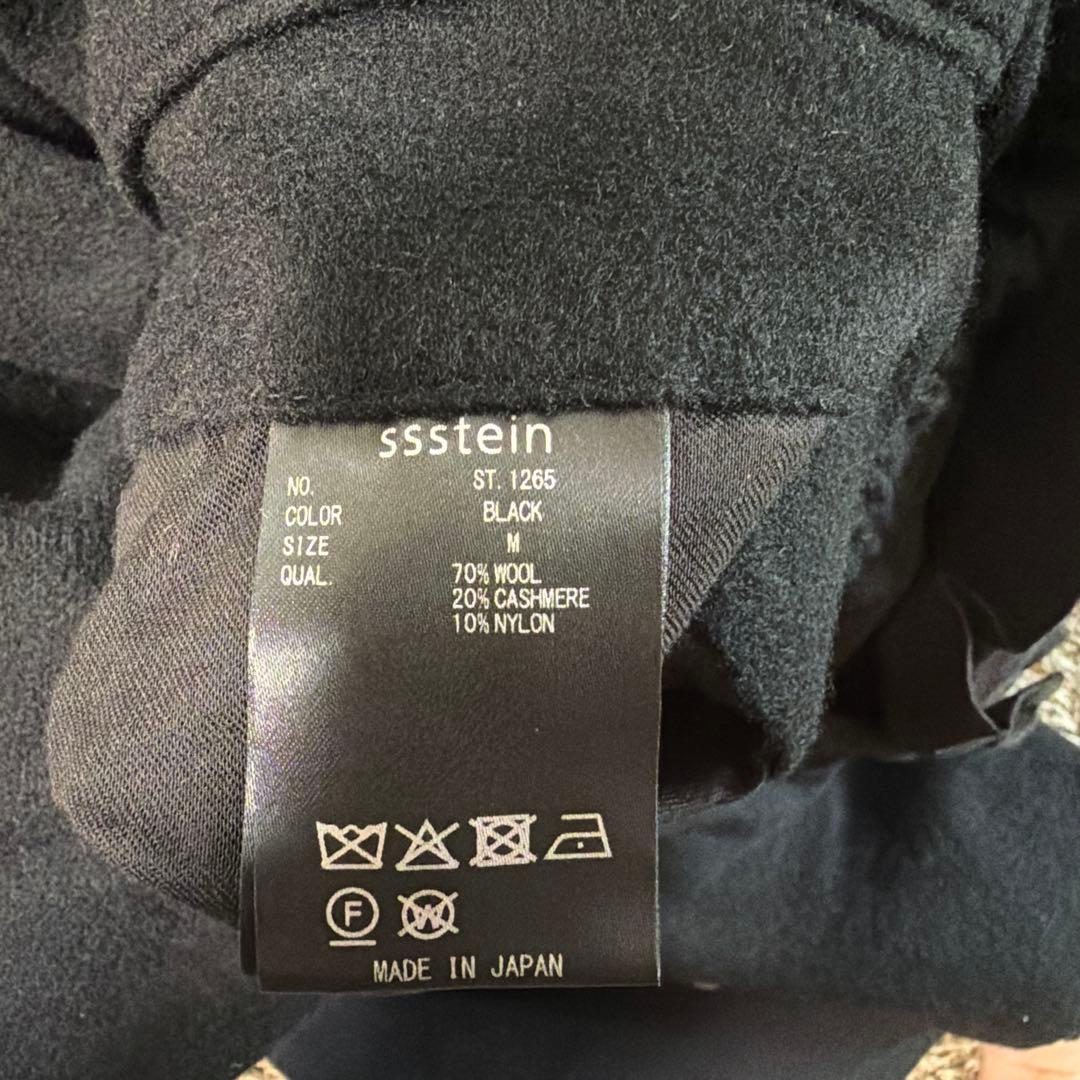 ssstein
NO. ST. 1265
COLOR BLACK
SIZE M
QUAL. 70% WOOL
20% CASHMERE
10% NYLON
F W
MADE IN JAPAN